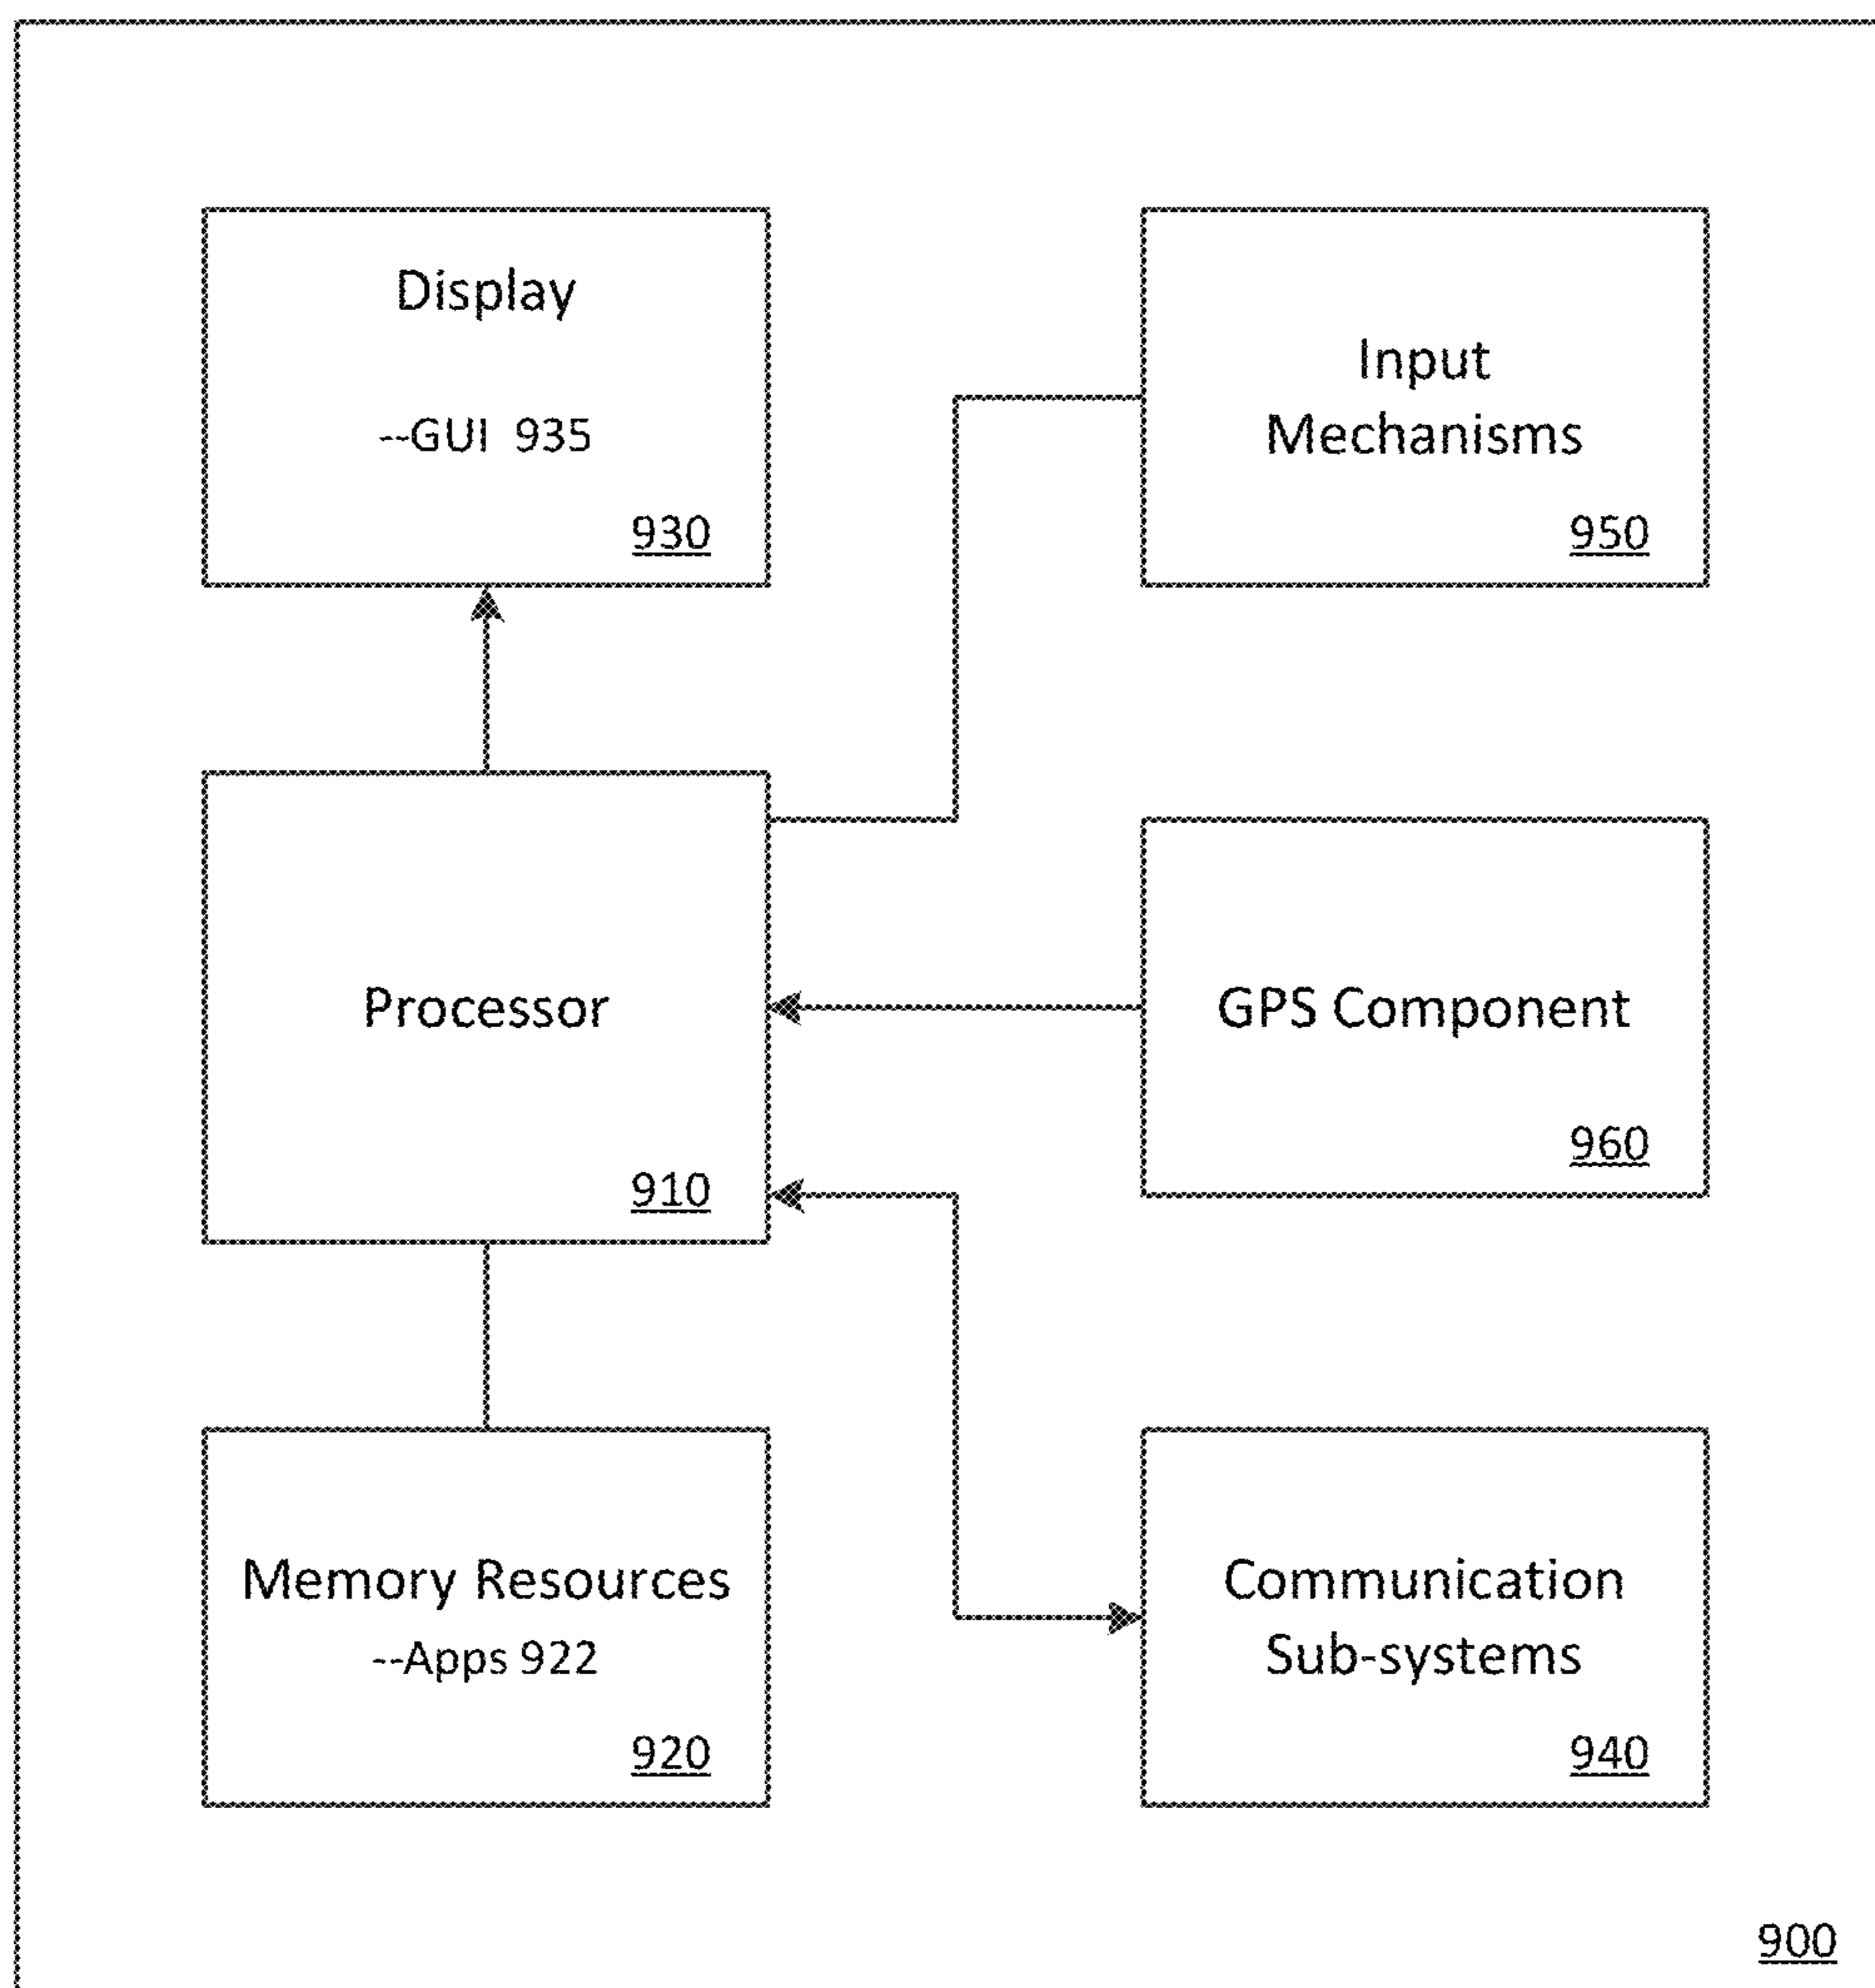 Display
--GUI 935
930
Input
Mechanisms
950
Processor
910
GPS Component
960
Memory Resources
--Apps 922
920
Communication
Sub-systems
940
900